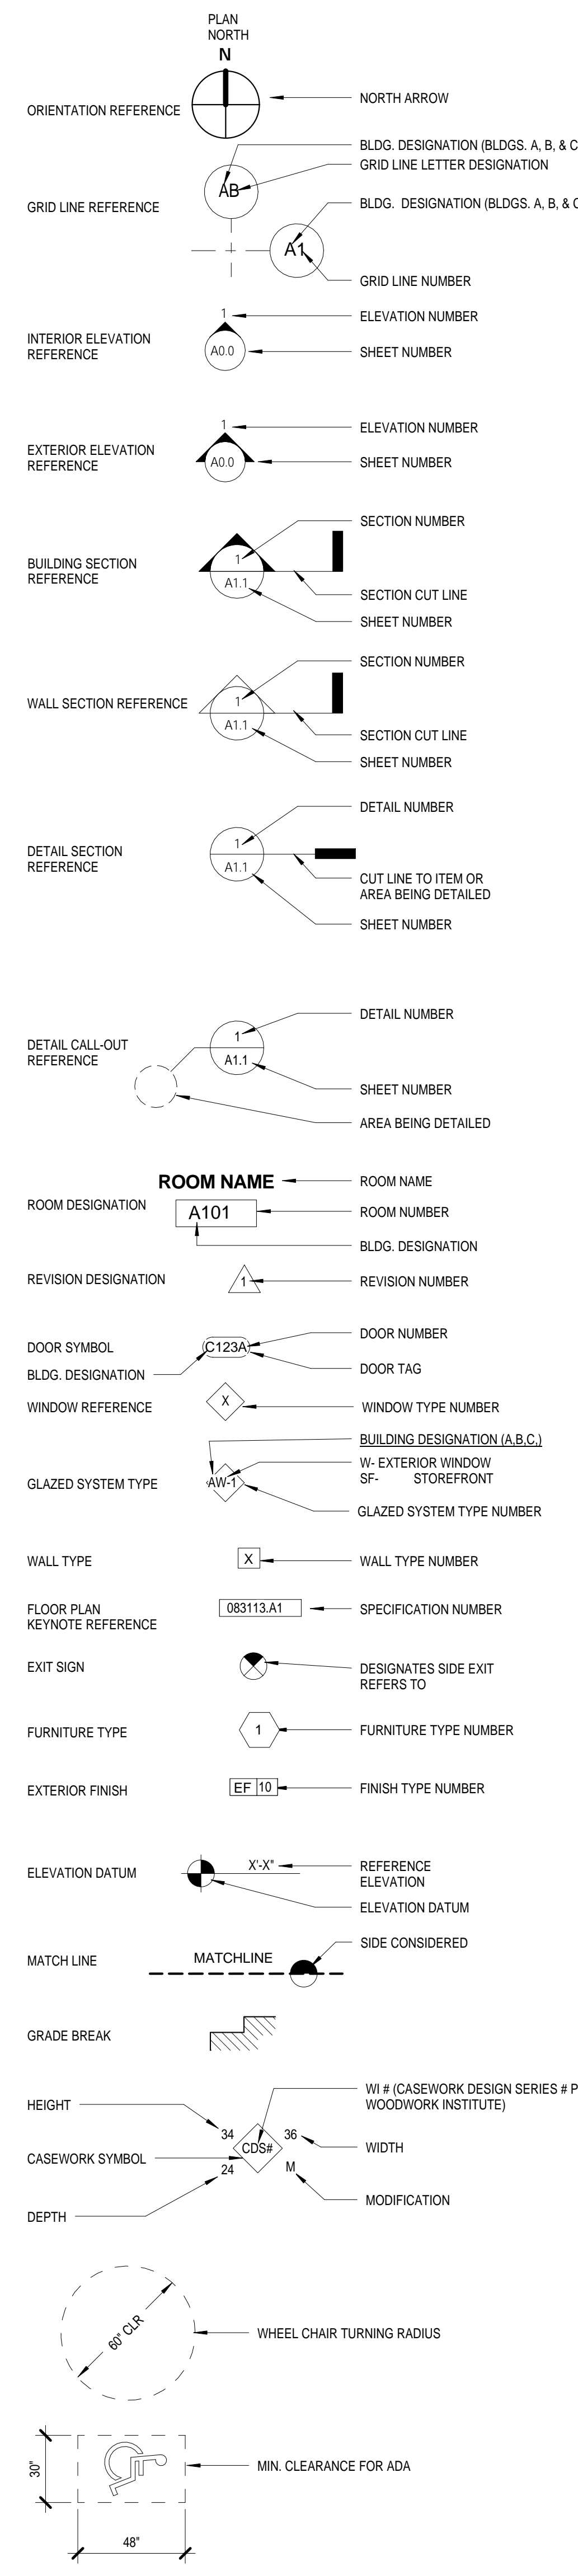 PLAN
NORTH
N
ORIENTATION REFERENCE
NORTH ARROW
BLDG. DESIGNATION (BLDGS. A, B, & C
GRID LINE LETTER DESIGNATION
AB
GRID LINE REFERENCE
BLDG. DESIGNATION (BLDGS. A, B, & C
A1
GRID LINE NUMBER
1
ELEVATION NUMBER
INTERIOR ELEVATION
REFERENCE
A0.0
SHEET NUMBER
1
ELEVATION NUMBER
EXTERIOR ELEVATION
REFERENCE
A0.0
SHEET NUMBER
SECTION NUMBER
BUILDING SECTION
REFERENCE
1
A1.1
SECTION CUT LINE
SHEET NUMBER
SECTION NUMBER
WALL SECTION REFERENCE
1
A1.1
SECTION CUT LINE
SHEET NUMBER
DETAIL NUMBER
DETAIL SECTION
REFERENCE
1
A1.1
CUT LINE TO ITEM OR
AREA BEING DETAILED
SHEET NUMBER
DETAIL NUMBER
DETAIL CALL-OUT
REFERENCE
1
A1.1
SHEET NUMBER
AREA BEING DETAILED
ROOM NAME
ROOM NAME
ROOM DESIGNATION
A101
ROOM NUMBER
BLDG. DESIGNATION
REVISION DESIGNATION
1
REVISION NUMBER
DOOR NUMBER
DOOR SYMBOL
C123A
DOOR TAG
BLDG. DESIGNATION
WINDOW REFERENCE
X
WINDOW TYPE NUMBER
BUILDING DESIGNATION (A,B,C,)
W- EXTERIOR WINDOW
SF- STOREFRONT
GLAZED SYSTEM TYPE
AW-1
GLAZED SYSTEM TYPE NUMBER
WALL TYPE
X
WALL TYPE NUMBER
FLOOR PLAN
KEYNOTE REFERENCE
083113.A1
SPECIFICATION NUMBER
EXIT SIGN
DESIGNATES SIDE EXIT
REFERS TO
FURNITURE TYPE
1
FURNITURE TYPE NUMBER
EXTERIOR FINISH
EF 10
FINISH TYPE NUMBER
ELEVATION DATUM
X'-X"
REFERENCE
ELEVATION
ELEVATION DATUM
SIDE CONSIDERED
MATCH LINE
MATCHLINE
GRADE BREAK
WI # (CASEWORK DESIGN SERIES # P
WOODWORK INSTITUTE)
HEIGHT
34
36
WIDTH
CASEWORK SYMBOL
CDS#
24
M
MODIFICATION
DEPTH
60" CLR
WHEEL CHAIR TURNING RADIUS
30"
MIN. CLEARANCE FOR ADA
48"